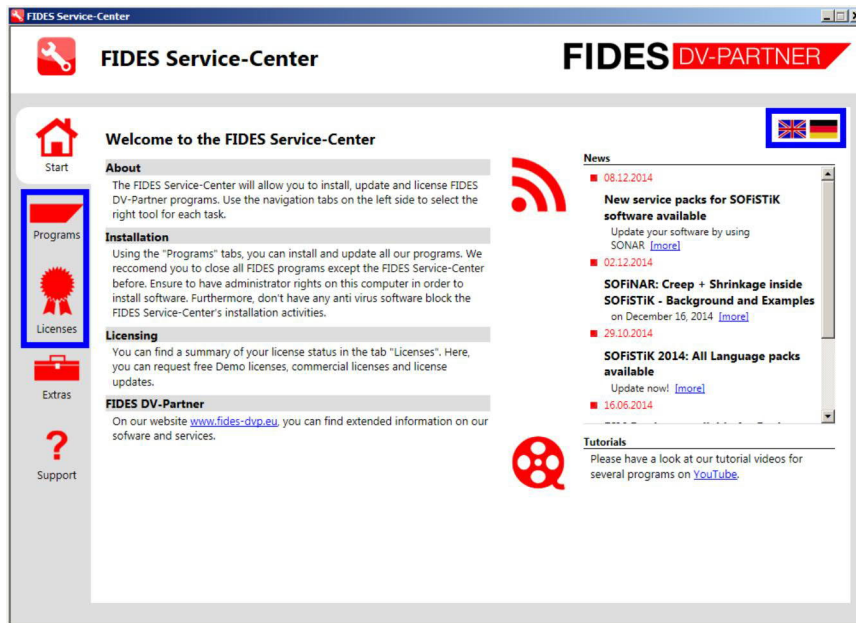 FIDES Service-Center
FIDES Service-Center
FIDES DV-PARTNER
Start
Programs
Licenses
Extras
Support
Welcome to the FIDES Service-Center
About
The FIDES Service-Center will allow you to install, update and license FIDES
DV-Partner programs. Use the navigation tabs on the left side to select the
right tool for each task.
Installation
Using the "Programs" tabs, you can install and update all our programs. We
reccomend you to close all FIDES programs except the FIDES Service-Center
before. Ensure to have administrator rights on this computer in order to
install software. Furthermore, don't have any anti virus software block the
FIDES Service-Center's installation activities.
Licensing
You can find a summary of your license status in the tab "Licenses". Here,
you can request free Demo licenses, commercial licenses and license
updates.
FIDES DV-Partner
On our website www.fides-dvp.eu, you can find extended information on our
sofware and services.
News
08.12.2014
New service packs for SOFiSTiK
software available
Update your software by using
SONAR [more]
02.12.2014
SOFiNAR: Creep + Shrinkage inside
SOFiSTiK - Background and Examples
on December 16, 2014 [more]
29.10.2014
SOFiSTiK 2014: All Language packs
available
Update now! [more]
16.06.2014
Tutorials
Please have a look at our tutorial videos for
several programs on YouTube.